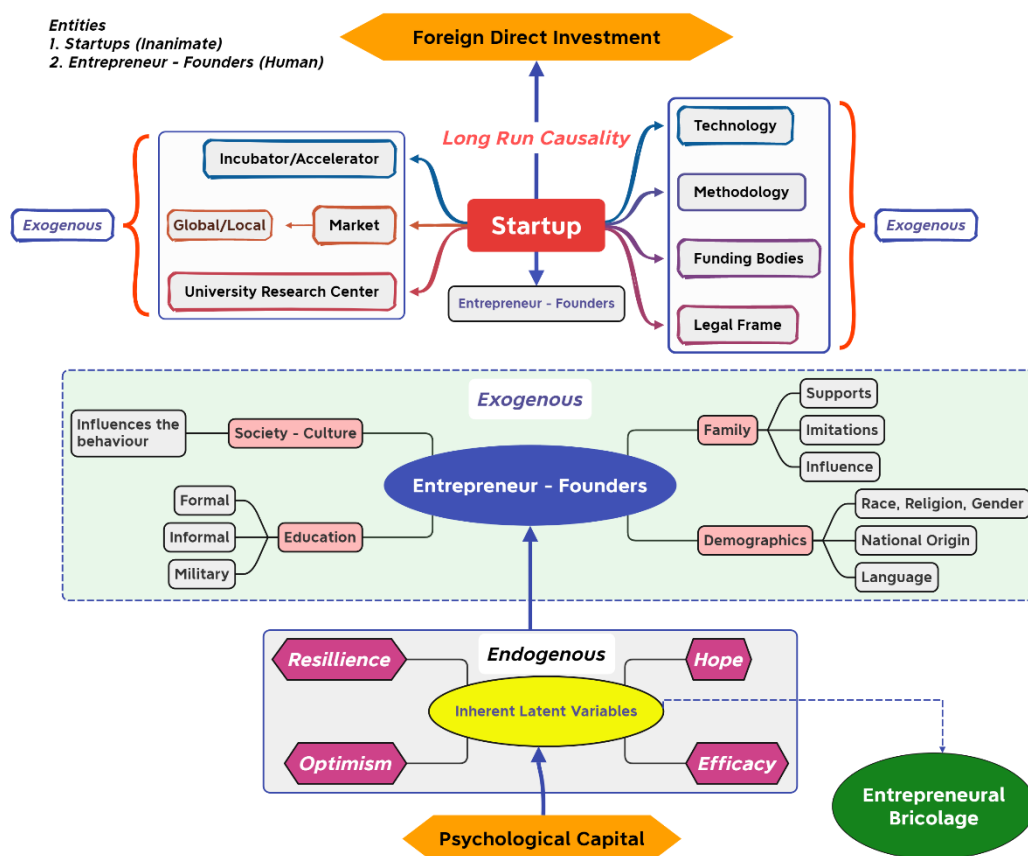 Entities
1. Startups (Inanimate)
2. Entrepreneur - Founders (Human)
Foreign Direct Investment
Long Run Causality
Incubator/Accelerator
Exogenous
Global/Local
Market
University Research Center
Startup
Entrepreneur - Founders
Technology
Methodology
Funding Bodies
Legal Frame
Exogenous
Exogenous
Influences the
behaviour
Society - Culture
Formal
Informal
Military
Education
Entrepreneur - Founders
Family
Supports
Imitations
Influence
Demographics
Race, Religion, Gender
National Origin
Language
Endogenous
Resillience
Hope
Inherent Latent Variables
Optimism
Efficacy
Psychological Capital
Entrepreneural
Bricolage